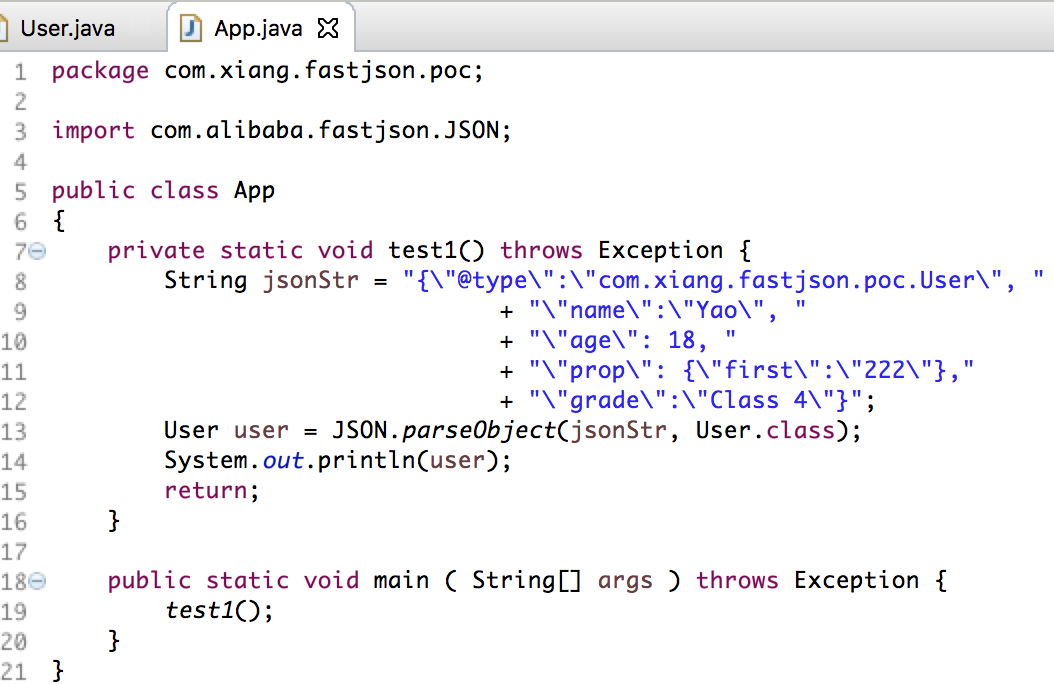 User.java App.java
1 package com.xiang.fastjson.poc;
2
3 import com.alibaba.fastjson.JSON;
4
5 public class App
6 {
7 private static void test1() throws Exception {
8 String jsonStr = "{\"@type\":\"com.xiang.fastjson.poc.User\", "
9 + "\"name\":\"Yao\", "
10 + "\"age\": 18, "
11 + "\"prop\": {\"first\":\"222\"},"
12 + "\"grade\":\"Class 4\"}";
13 User user = JSON.parseObject(jsonStr, User.class);
14 System.out.println(user);
15 return;
16 }
17
18 public static void main ( String[] args ) throws Exception {
19 test1();
20 }
21 }